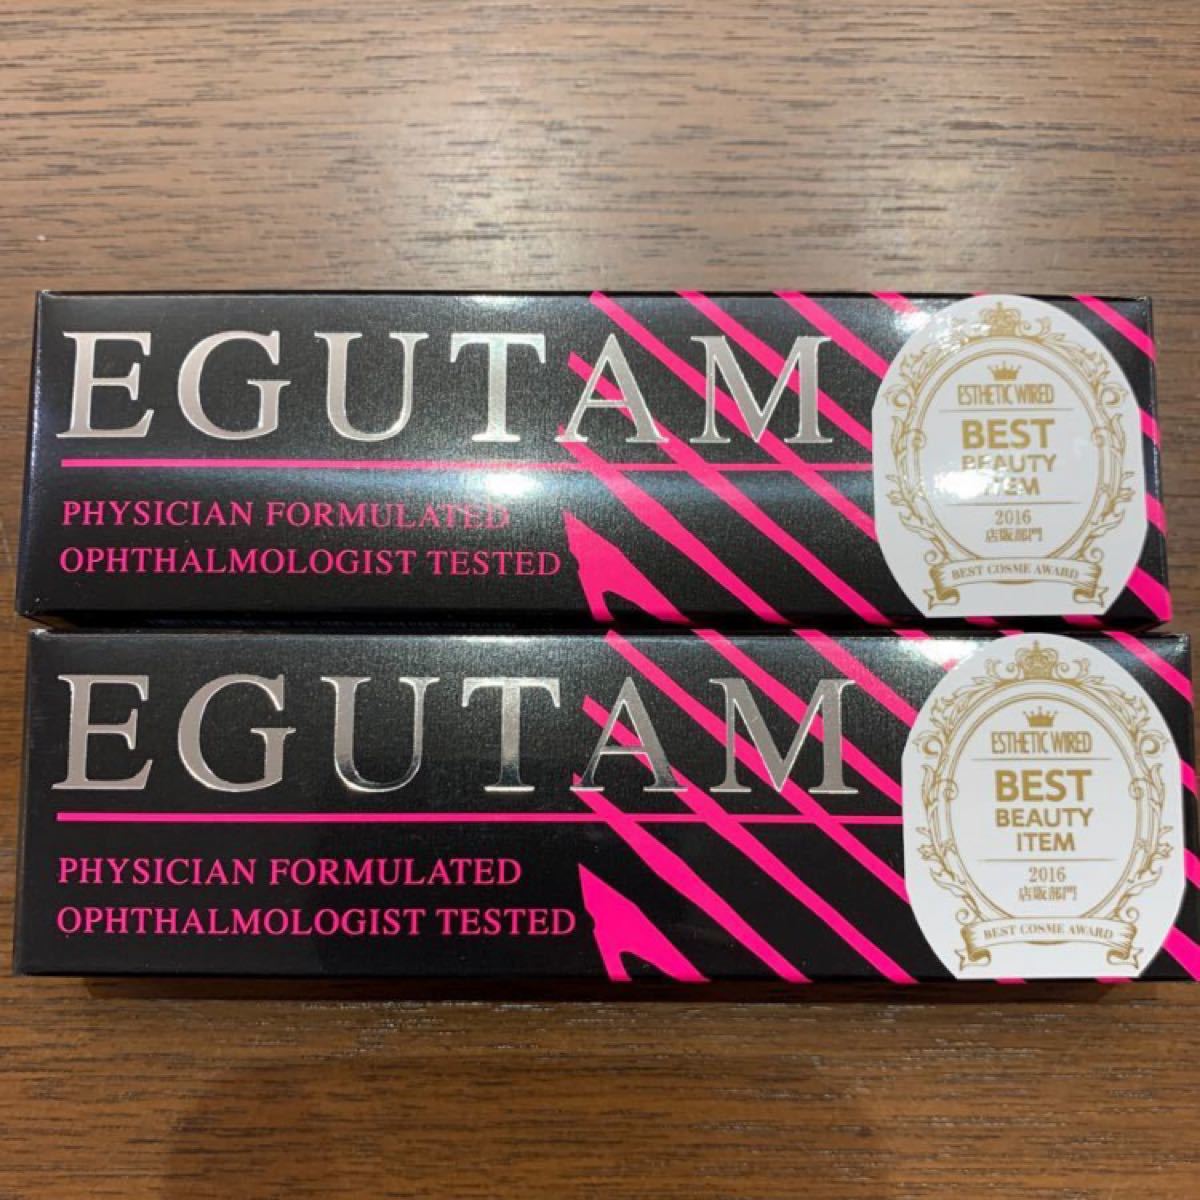 EGUTAM
PHYSICIAN FORMULATED
OPHTHALMOLOGIST TESTED
ESTHETIC WIRED
BEST
BEAUTY
ITEM
2016
店販部門
BEST COSME AWARD
EGUTAM
PHYSICIAN FORMULATED
OPHTHALMOLOGIST TESTED
ESTHETIC WIRED
BEST
BEAUTY
ITEM
2016
店販部門
BEST COSME AWARD